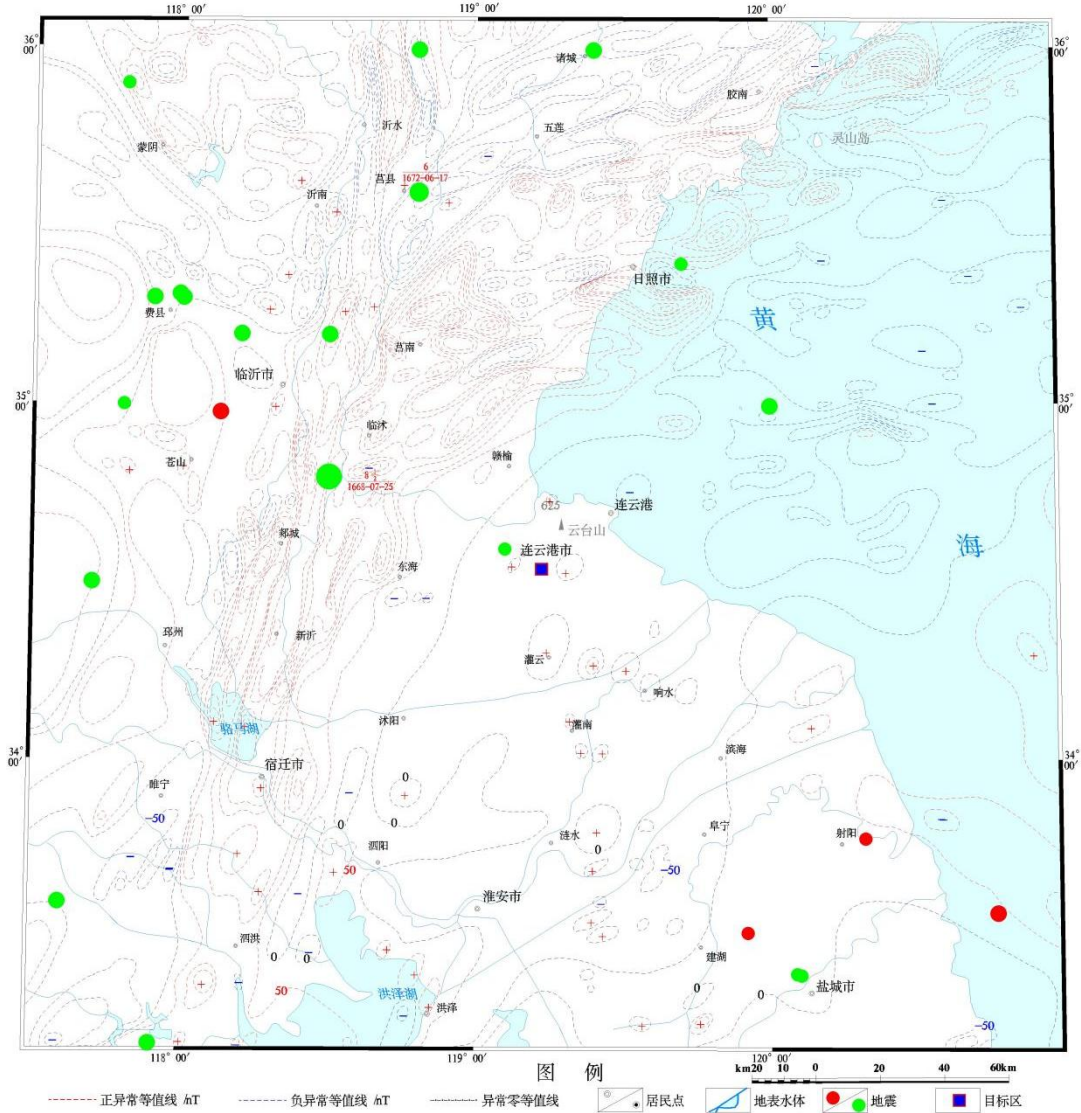 118° 00′
119° 00′
120° 00′
36°
00′
36°
00′
诸城
胶南
沂水
五莲
灵山岛
蒙阴
莒县
6
1672-06-17
沂南
日照市
费县
黄
莒南
临沂市
35°
00′
35°
00′
临沭
苍山
赣榆
8 1/2
1668-07-25
625
连云港
云台山
郯城
海
连云港市
东海
邳州
新沂
灌云
响水
沭阳
灌南
骆马湖
34°
00′
34°
00′
滨海
宿迁市
0
睢宁
-50
0
0
阜宁
射阳
涟水
0
泗阳
50
-50
淮安市
泗洪
0
0
建湖
50
洪泽湖
0
0
盐城市
洪泽
-50
118° 00′
119° 00′
120° 00′
图 例
km20 10 0 20 40 60km
正异常等值线 /nT
负异常等值线 /nT
异常零等值线
居民点
地表水体
地震
目标区